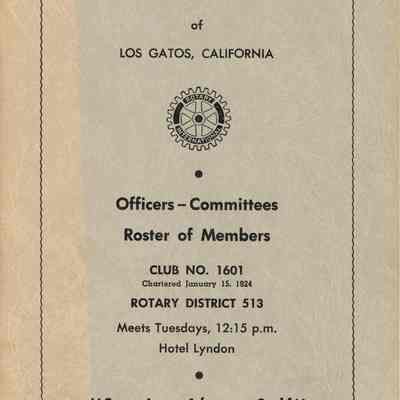 of
LOS GATOS, CALIFORNIA
ROTARY
INTERNATIONAL
Officers – Committees
Roster of Members
CLUB NO. 1601
Chartered January 15, 1924
ROTARY DISTRICT 513
Meets Tuesdays, 12:15 p.m.
Hotel Lyndon